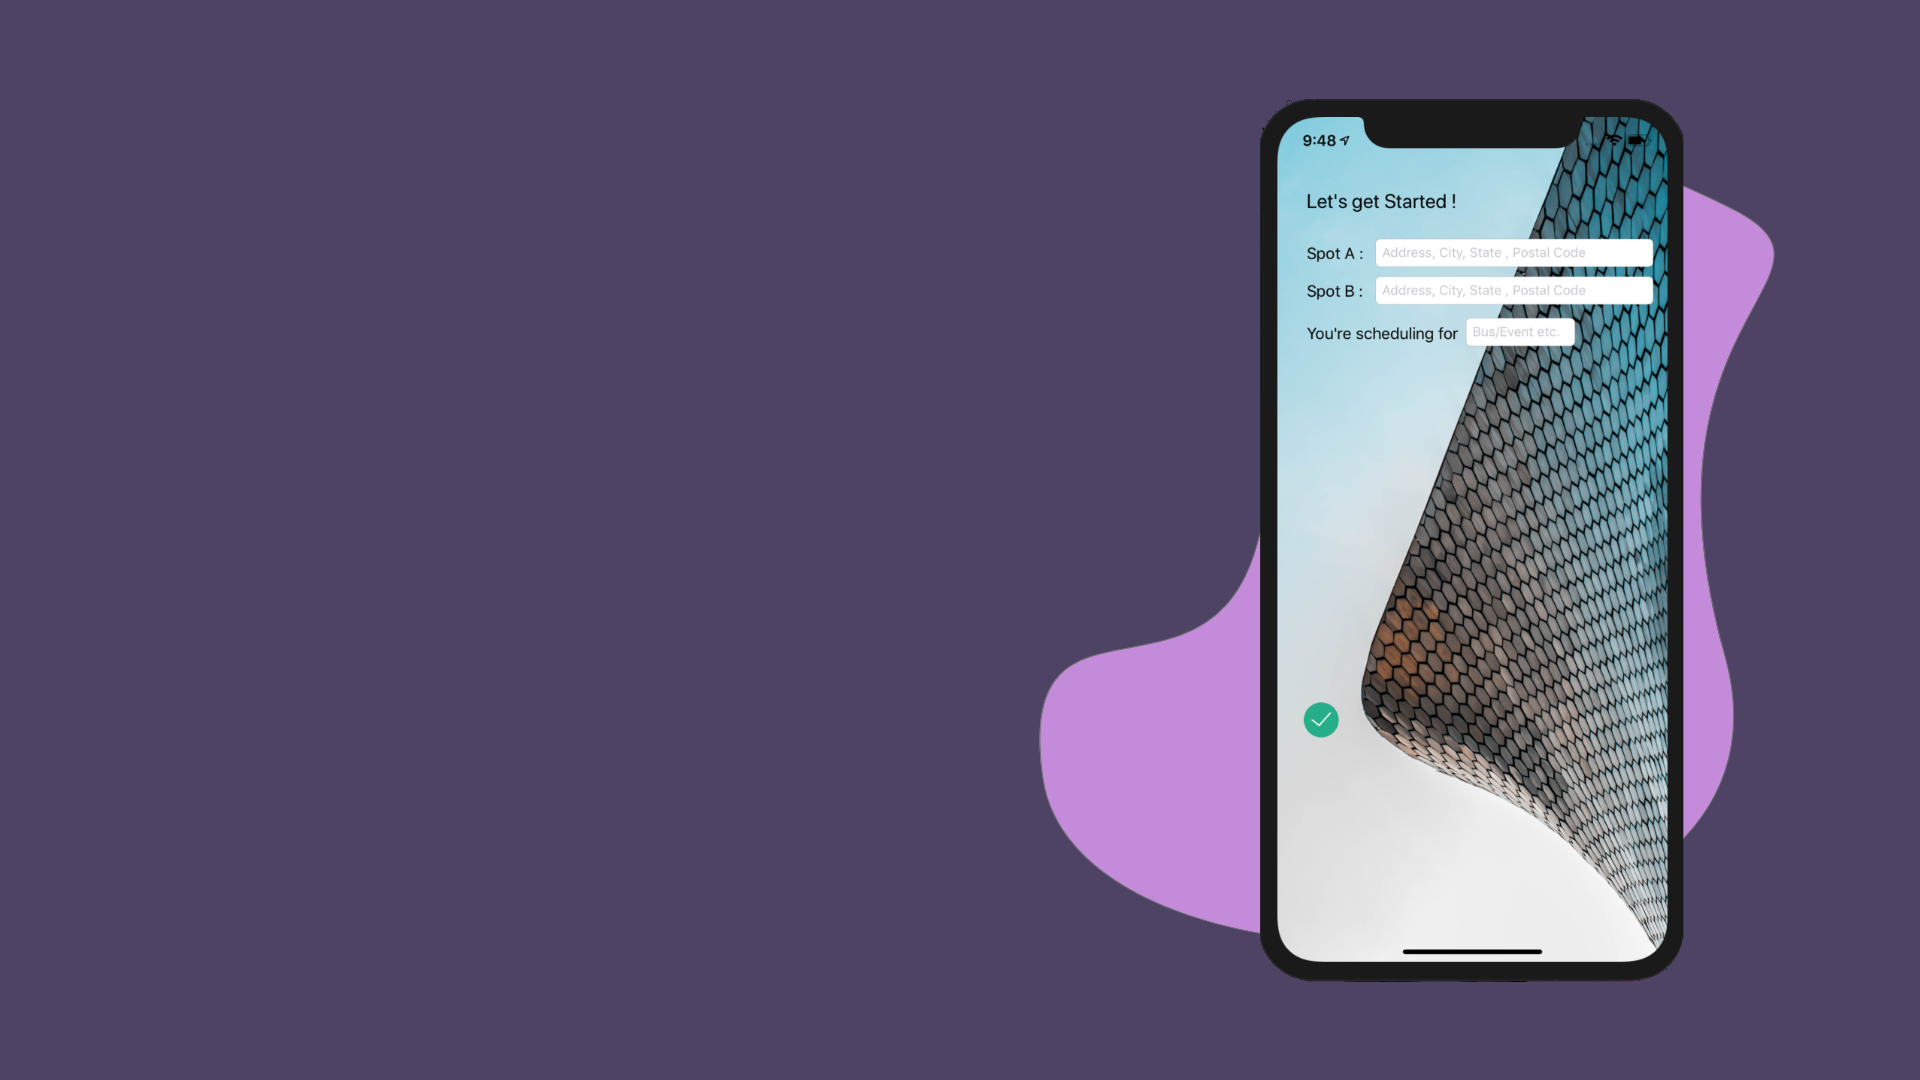 9:48
Let's get Started !
Spot A : Address, City, State , Postal Code
Spot B : Address, City, State , Postal Code
You're scheduling for Bus/Event etc.